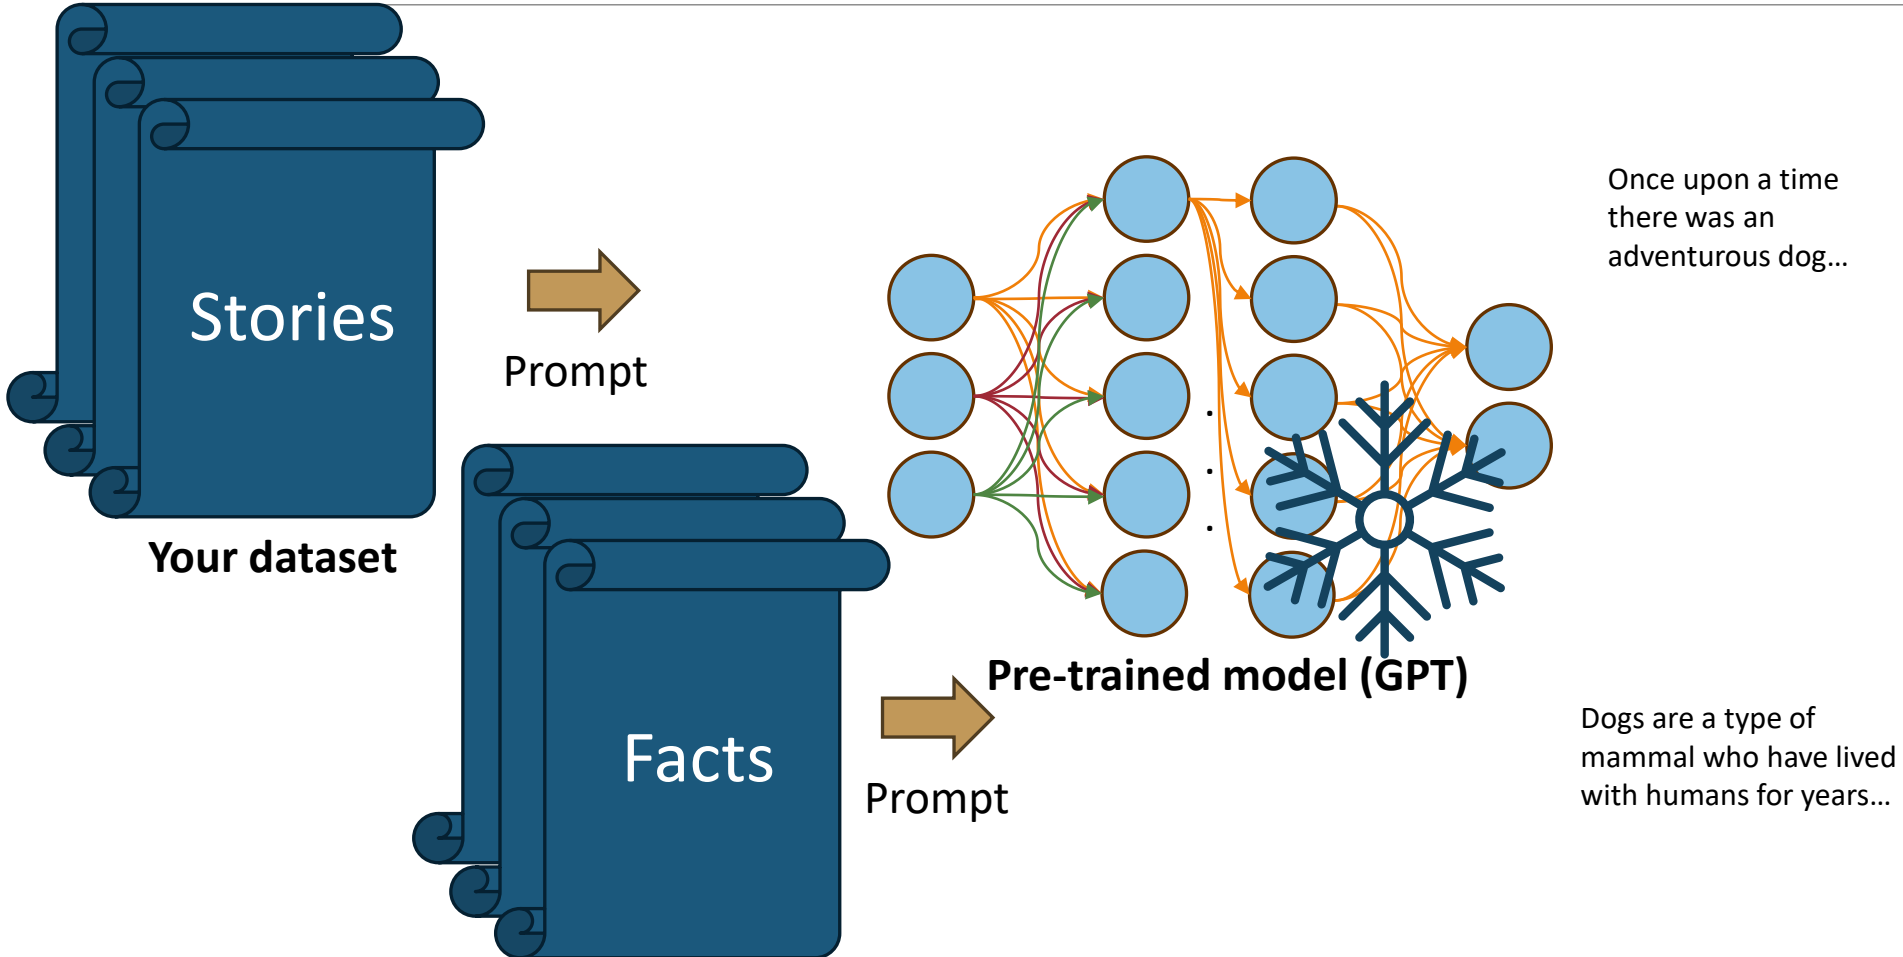 Stories
Prompt
Your dataset
Once upon a time
there was an
adventurous dog…
.
.
.
Pre-trained model (GPT)
Facts
Prompt
Dogs are a type of
mammal who have lived
with humans for years…